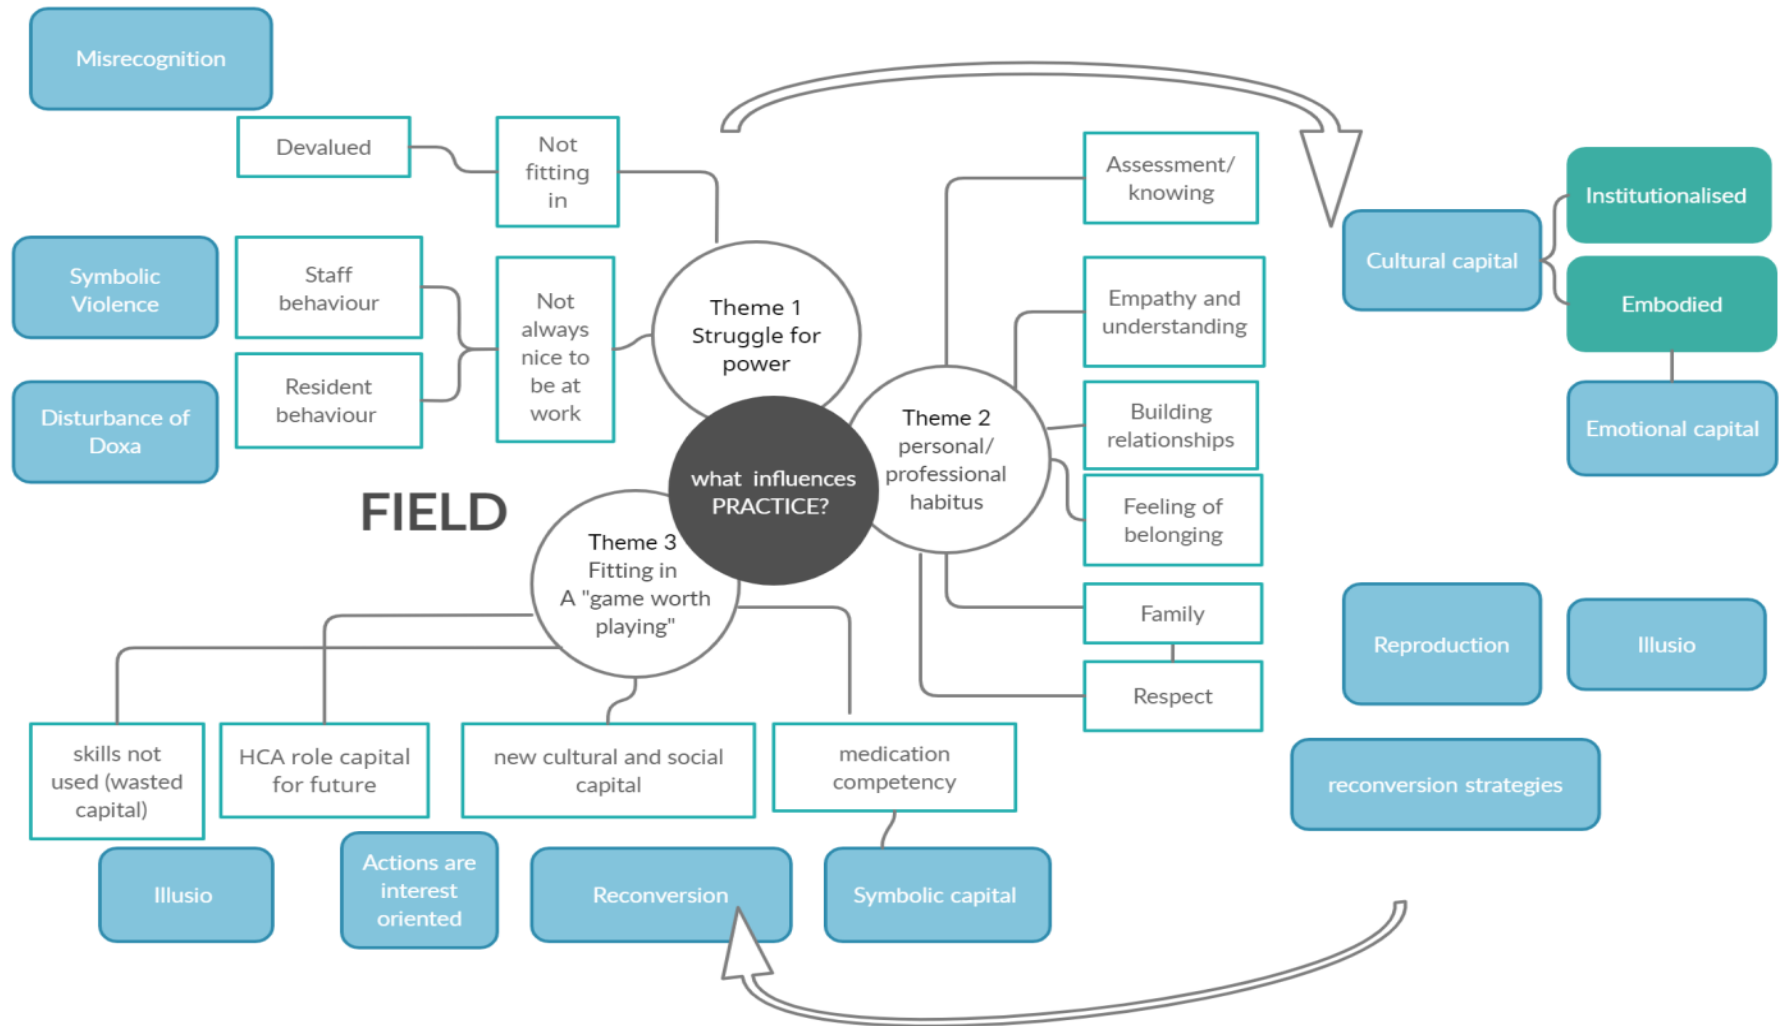 Misrecognition
Devalued
Not
fitting
in
Symbolic
Violence
Staff
behaviour
Not
always
nice to
be at
work
Resident
behaviour
Disturbance of
Doxa
Theme 1
Struggle for
power
what influences
PRACTICE?
FIELD
Theme 2
personal/
professional
habitus
Assessment/
knowing
Empathy and
understanding
Building
relationships
Feeling of
belonging
Family
Respect
Cultural capital
Institutionalised
Embodied
Emotional capital
Reproduction
Illusio
reconversion strategies
Theme 3
Fitting in
A "game worth
playing"
skills not
used (wasted
capital)
HCA role capital
for future
new cultural and social
capital
medication
competency
Illusio
Actions are
interest
oriented
Reconversion
Symbolic capital